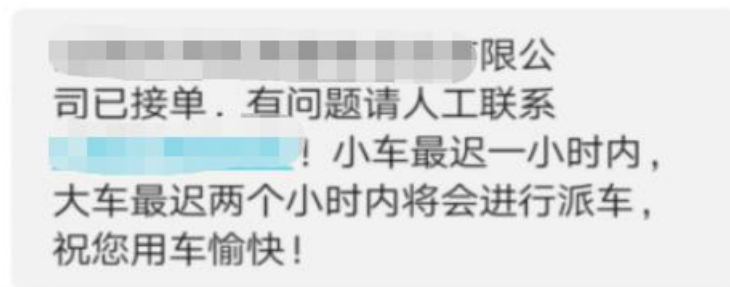 有限公
司已接单．有问题请人工联系
！小车最迟一小时内，
大车最迟两个小时内将会进行派车，
祝您用车愉快！